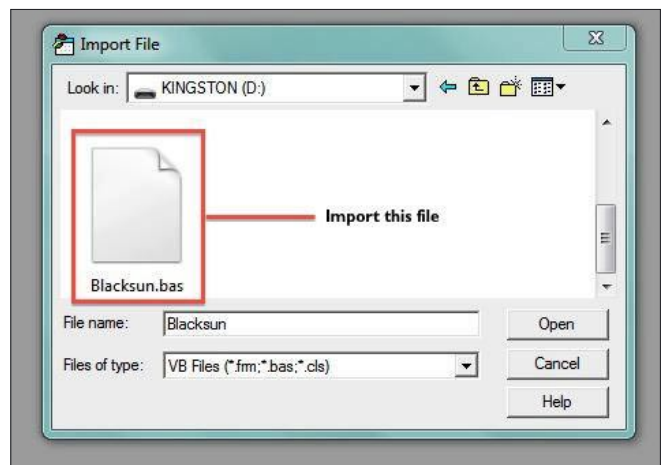 Import File
Look in: KINGSTON (D:)
Import this file
Blacksun.bas
File name: Blacksun Open
Files of type: VB Files (*.frm;*.bas;*.cls) Cancel
Help